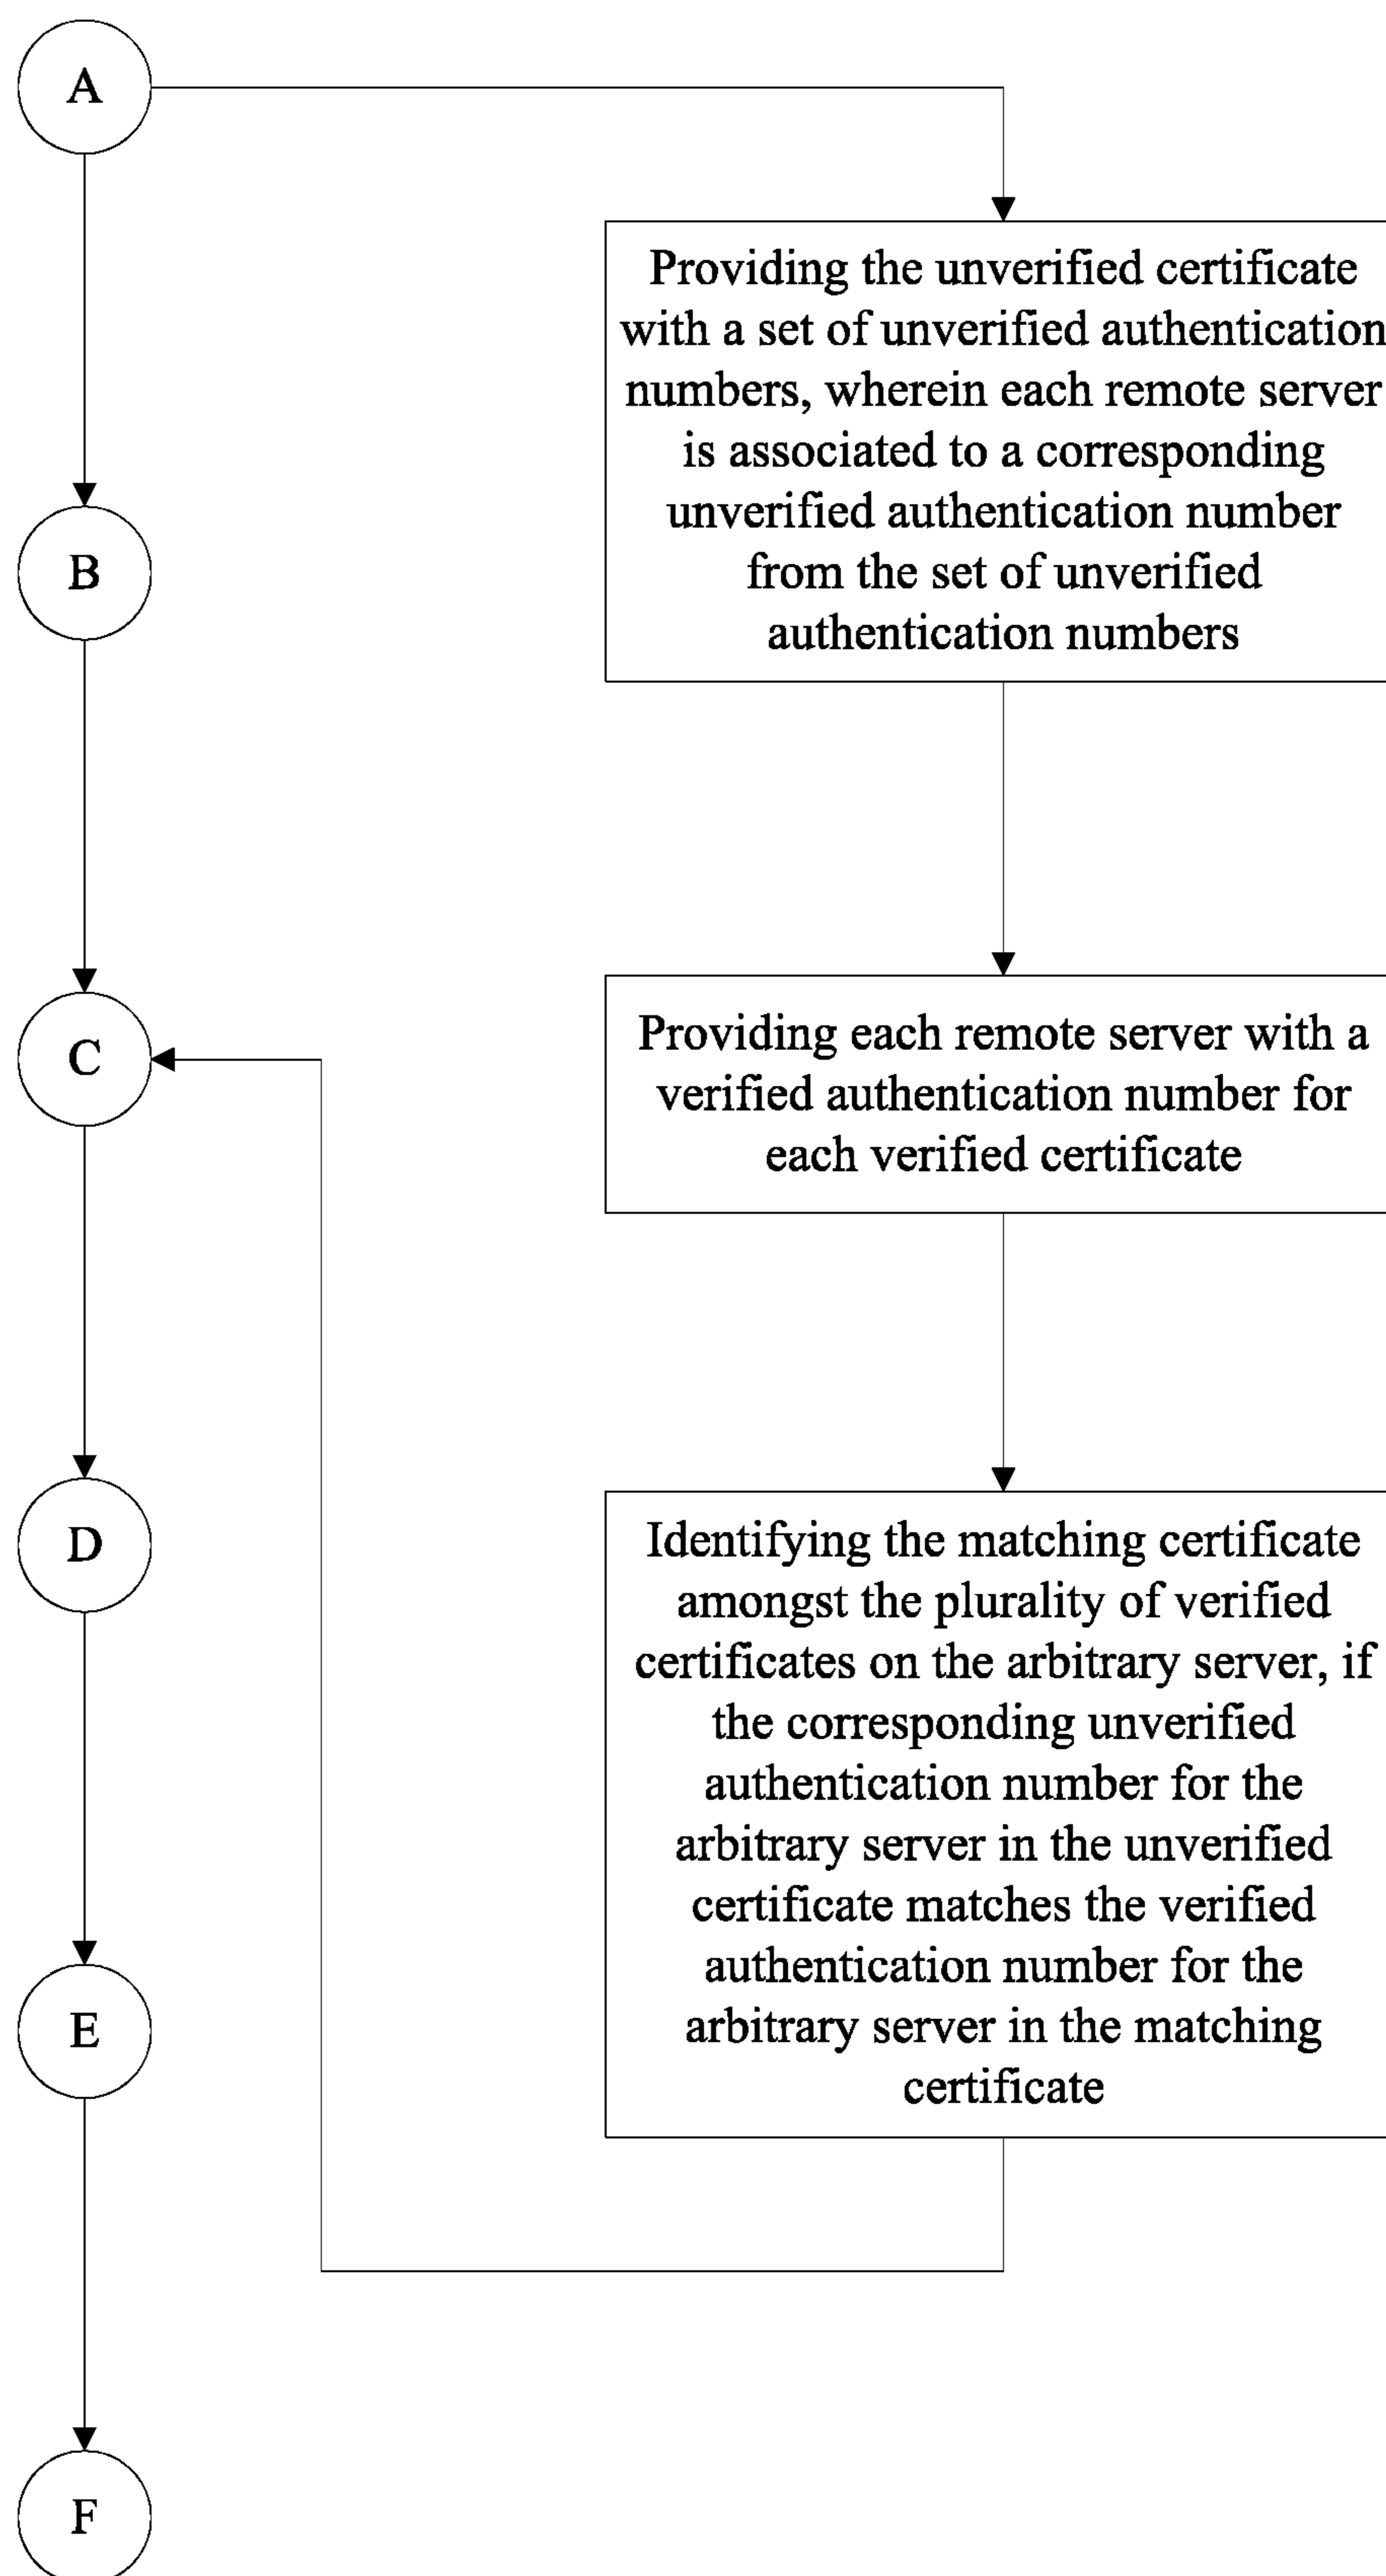 A
Providing the unverified certificate
with a set of unverified authentication
numbers, wherein each remote server
is associated to a corresponding
unverified authentication number
from the set of unverified
authentication numbers
B
Providing each remote server with a
verified authentication number for
each verified certificate
C
Identifying the matching certificate
amongst the plurality of verified
certificates on the arbitrary server, if
the corresponding unverified
authentication number for the
arbitrary server in the unverified
certificate matches the verified
authentication number for the
arbitrary server in the matching
certificate
D
E
F